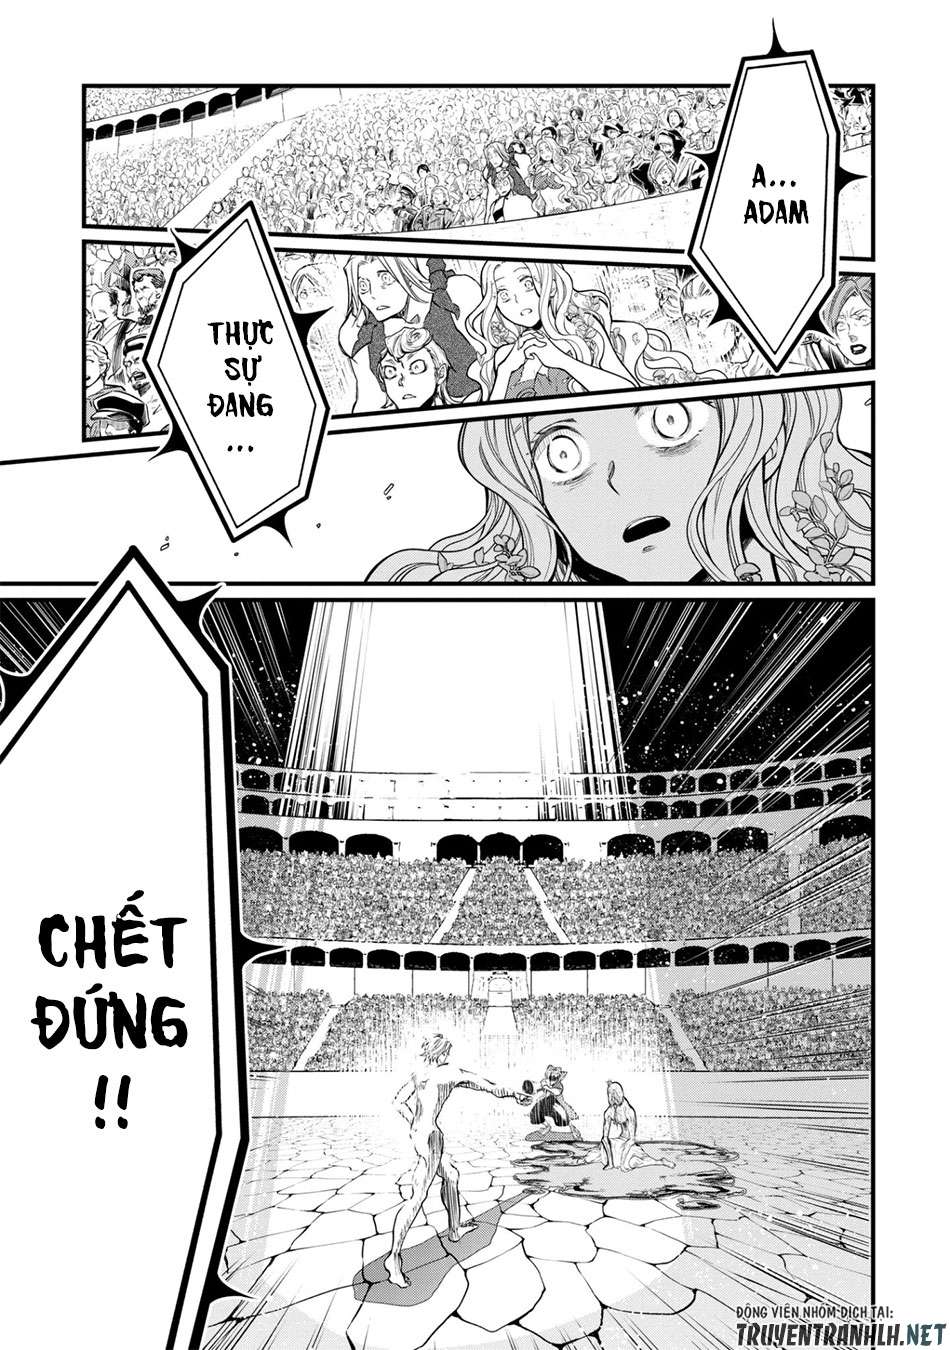 A...
ADAM
THỰC
SỰ
ĐANG
...
CHẾT
ĐỨNG
!!
ĐỘNG VIÊN NHÓM DỊCH TẠI:
TRUYENTRANHLH.NET